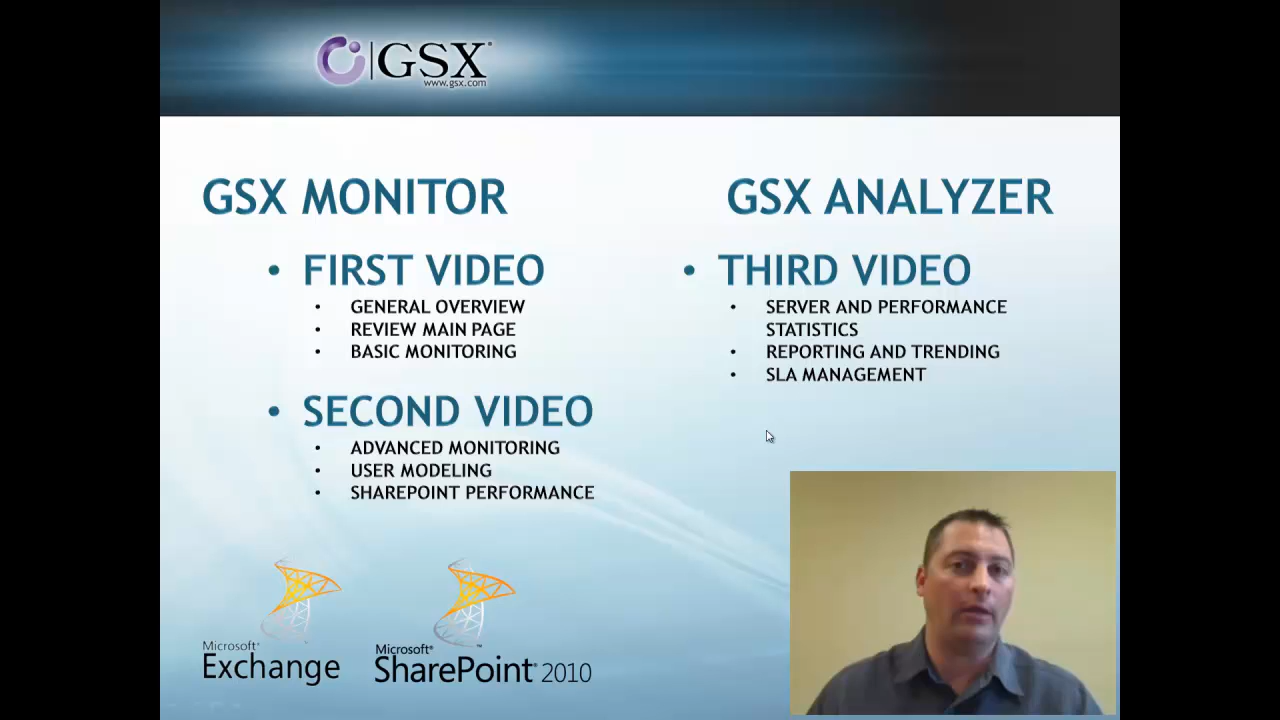 GSX
www.gsx.com
GSX MONITOR
• FIRST VIDEO
• GENERAL OVERVIEW
• REVIEW MAIN PAGE
• BASIC MONITORING
• SECOND VIDEO
• ADVANCED MONITORING
• USER MODELING
• SHAREPOINT PERFORMANCE
GSX ANALYZER
• THIRD VIDEO
• SERVER AND PERFORMANCE
STATISTICS
• REPORTING AND TRENDING
• SLA MANAGEMENT
Microsoft®
Exchange
Microsoft®
SharePoint® 2010